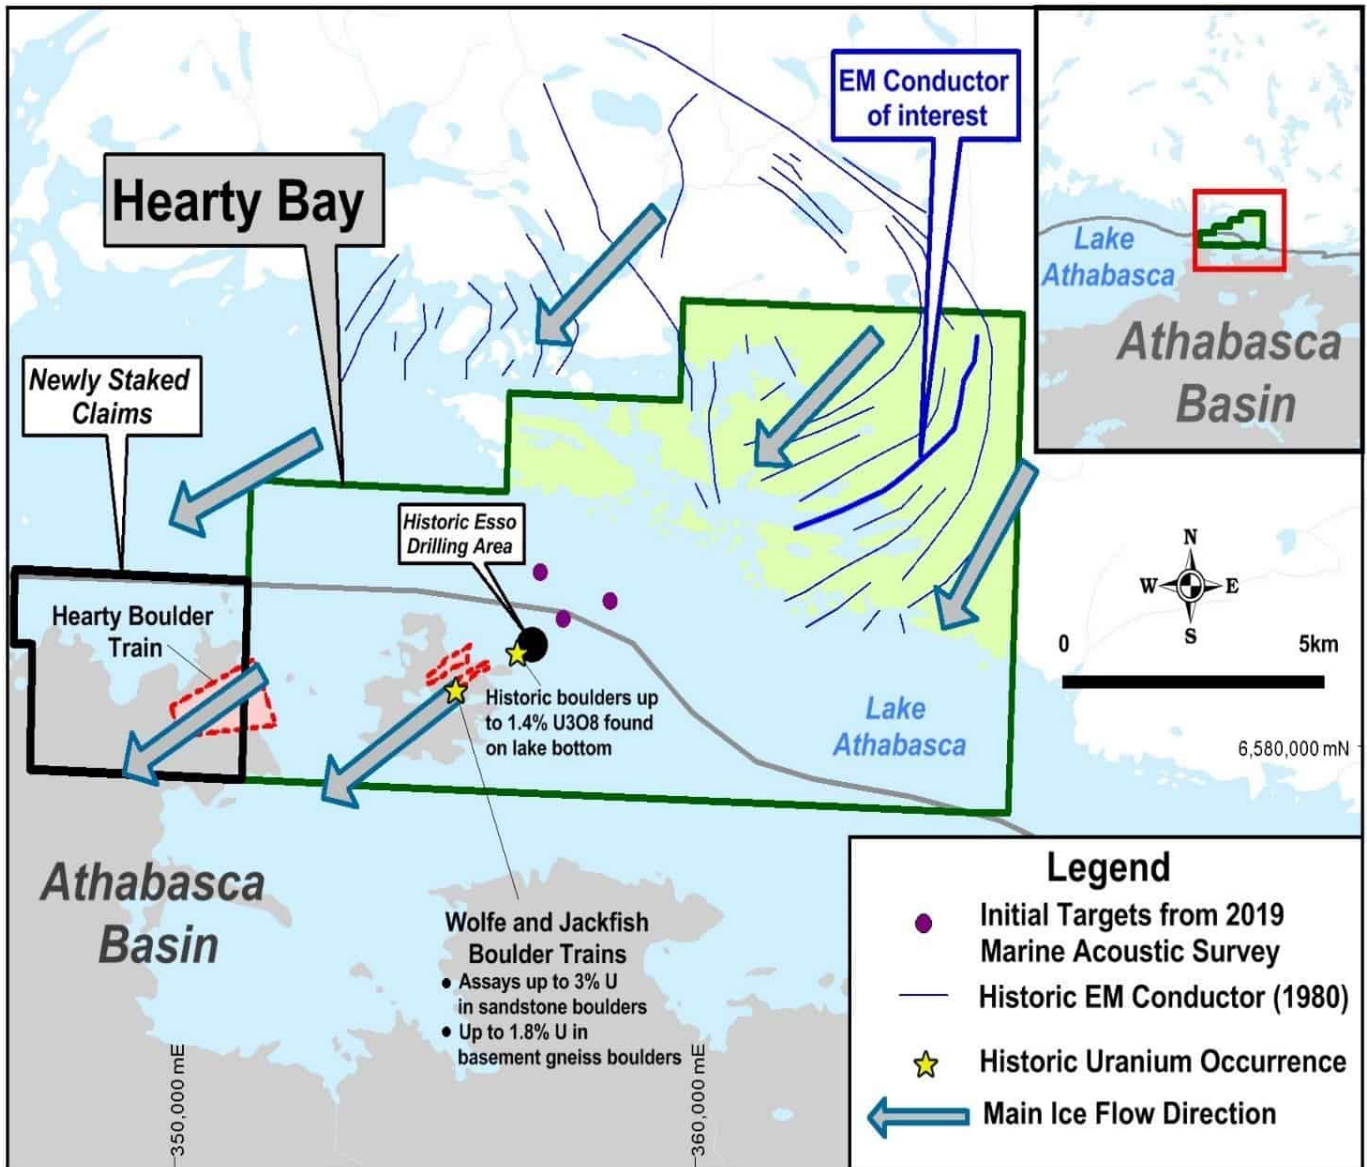 EM Conductor
of interest
Hearty Bay
Lake
Athabasca
Athabasca
Basin
Newly Staked
Claims
Historic Esso
Drilling Area
N
W
E
S
Hearty Boulder
Train
0
5km
Historic boulders up
to 1.4% U3O8 found
on lake bottom
Lake
Athabasca
6,580,000 mN
Athabasca
Basin
Wolfe and Jackfish
Boulder Trains
● Assays up to 3% U
in sandstone boulders
● Up to 1.8% U in
basement gneiss boulders
350,000 mE
360,000 mE
Legend
Initial Targets from 2019
Marine Acoustic Survey
Historic EM Conductor (1980)
Historic Uranium Occurrence
Main Ice Flow Direction